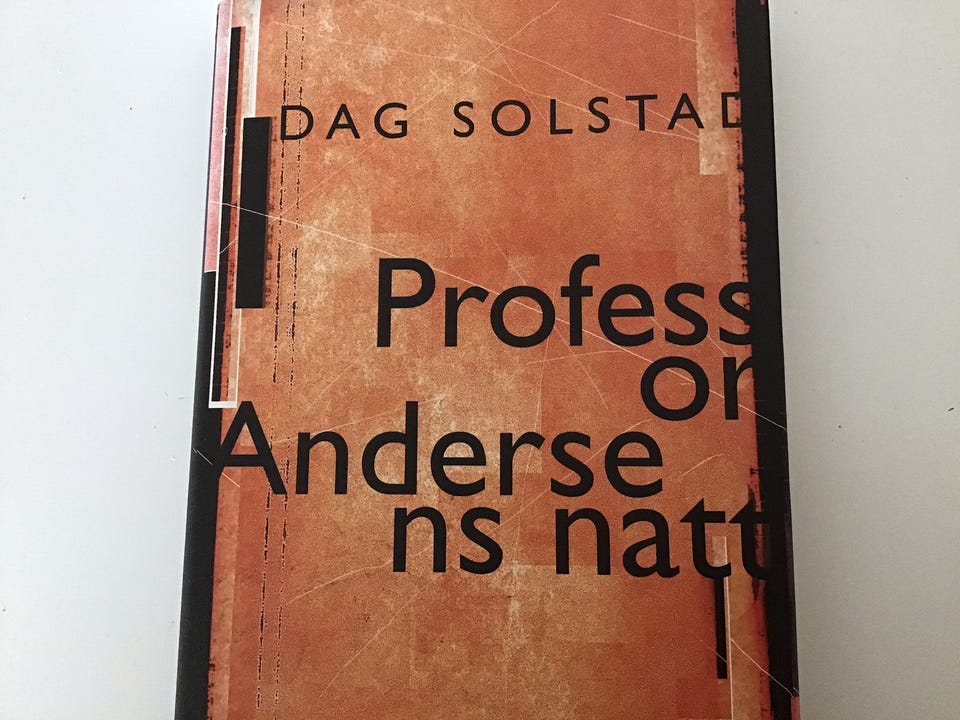 DAG SOLSTAD
Profess
or
Anderse
ns natt